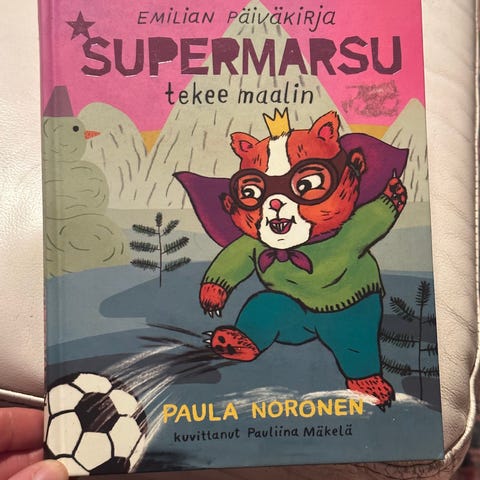 EMILIAN PÄIVÄKIRJA
SUPERMARSU
tekee maalin
PAULA NORONEN
kuvittanut Pauliina Mäkelä